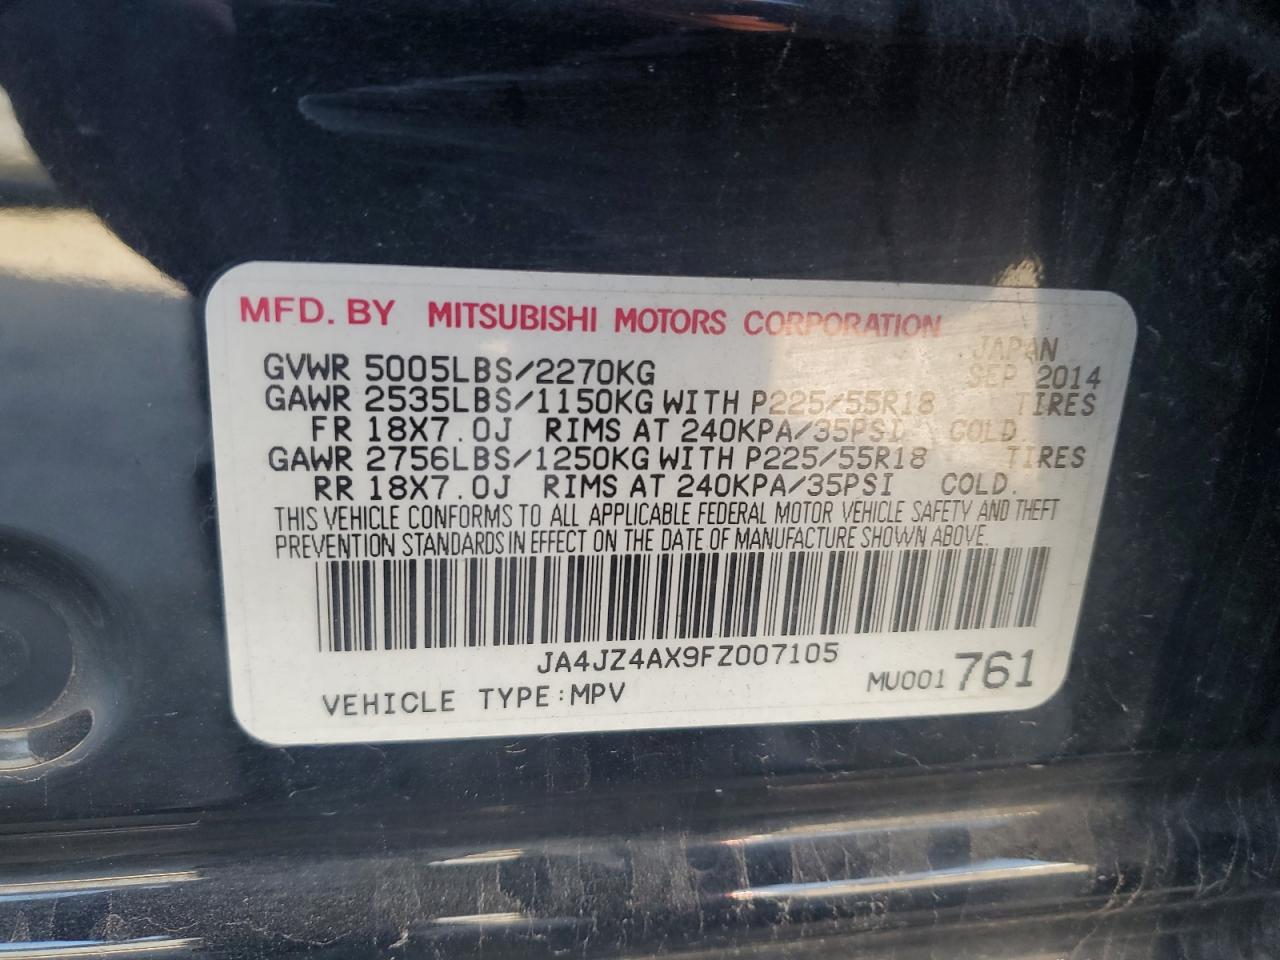 MFD. BY MITSUBISHI MOTORS CORPORATION
JAPAN
GVWR 5005LBS/2270KG SEP 2014
GAWR 2535LBS/1150KG WITH P225/55R18 TIRES
FR 18X7.0J RIMS AT 240KPA/35PSI COLD.
GAWR 2756LBS/1250KG WITH P225/55R18 TIRES
RR 18X7.0J RIMS AT 240KPA/35PSI COLD.
THIS VEHICLE CONFORMS TO ALL APPLICABLE FEDERAL MOTOR VEHICLE SAFETY AND THEFT
PREVENTION STANDARDS IN EFFECT ON THE DATE OF MANUFACTURE SHOWN ABOVE.
JA4JZ4AX9FZ007105
VEHICLE TYPE:MPV MU001 761